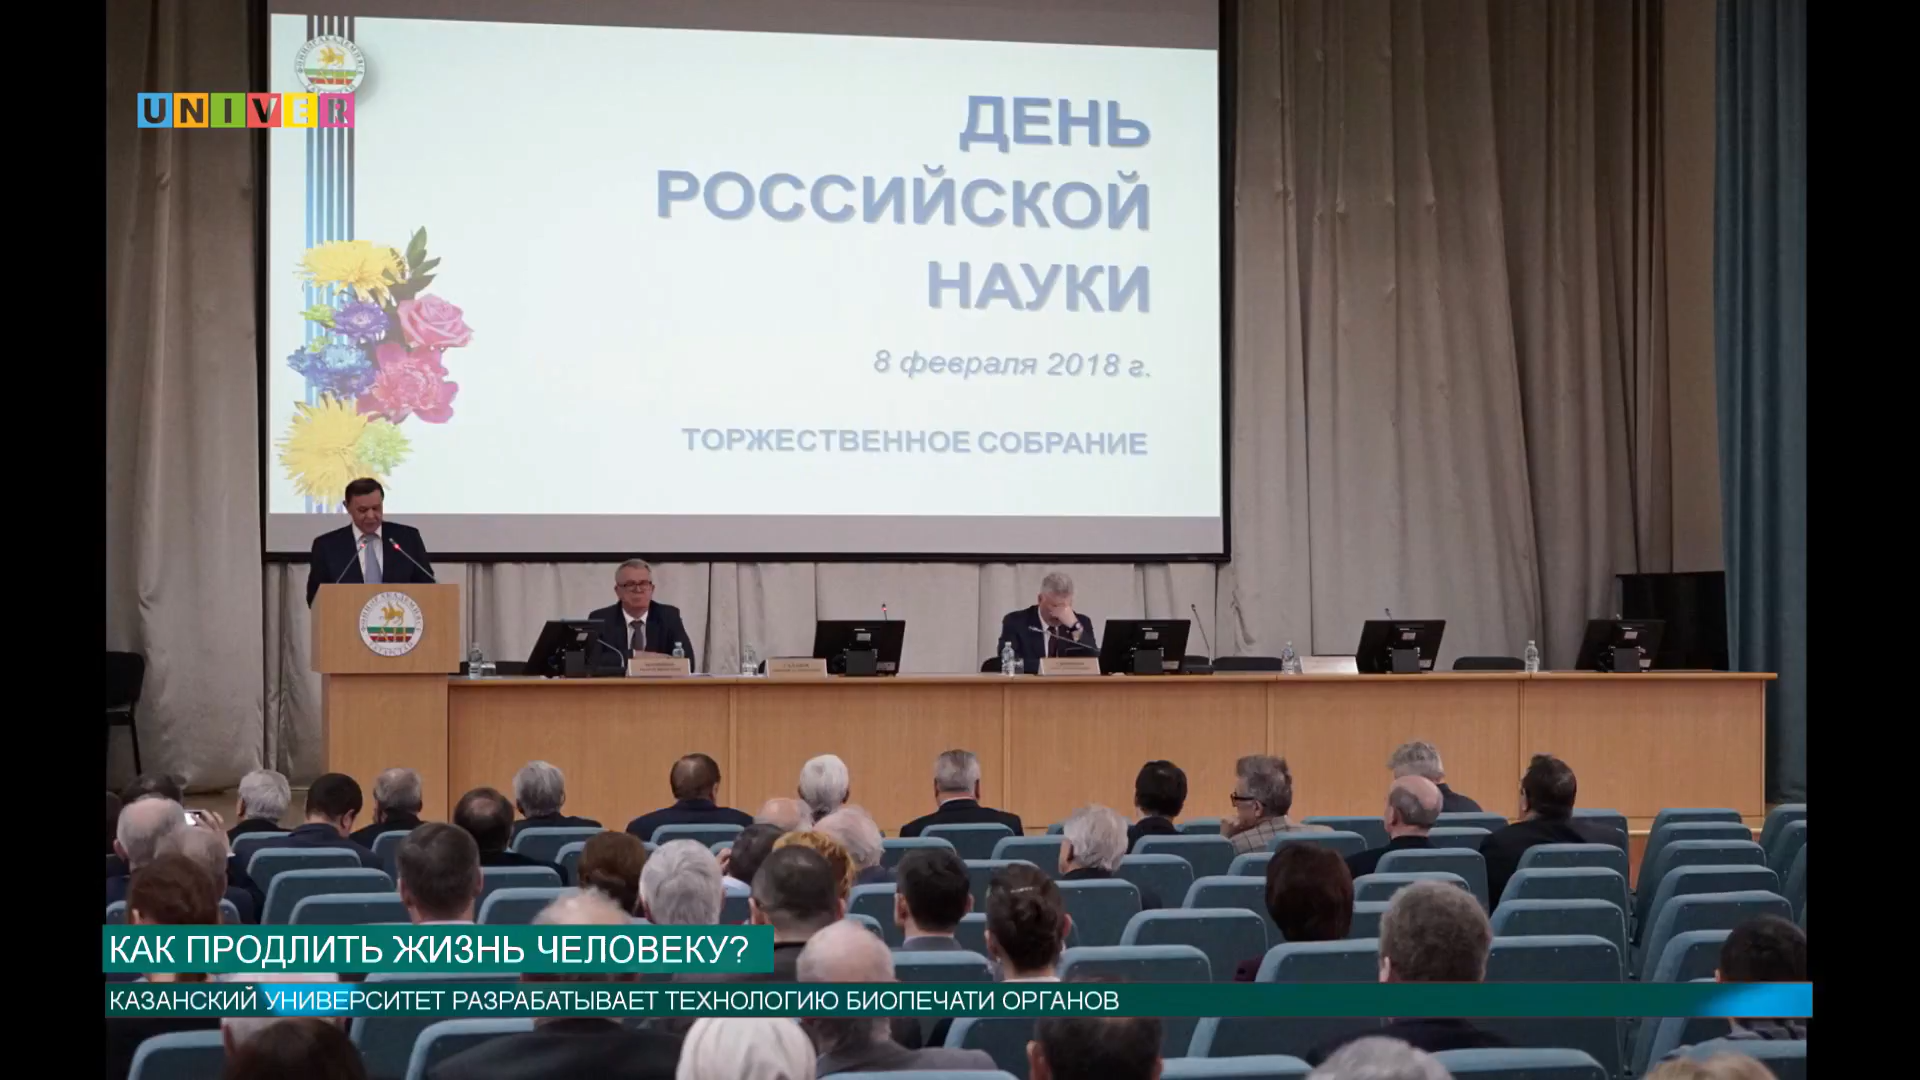 UNIVER
ДЕНЬ
РОССИЙСКОЙ
НАУКИ
8 февраля 2018 г.
ТОРЖЕСТВЕННОЕ СОБРАНИЕ
КАК ПРОДЛИТЬ ЖИЗНЬ ЧЕЛОВЕКУ?
КАЗАНСКИЙ УНИВЕРСИТЕТ РАЗРАБАТЫВАЕТ ТЕХНОЛОГИЮ БИОПЕЧАТИ ОРГАНОВ